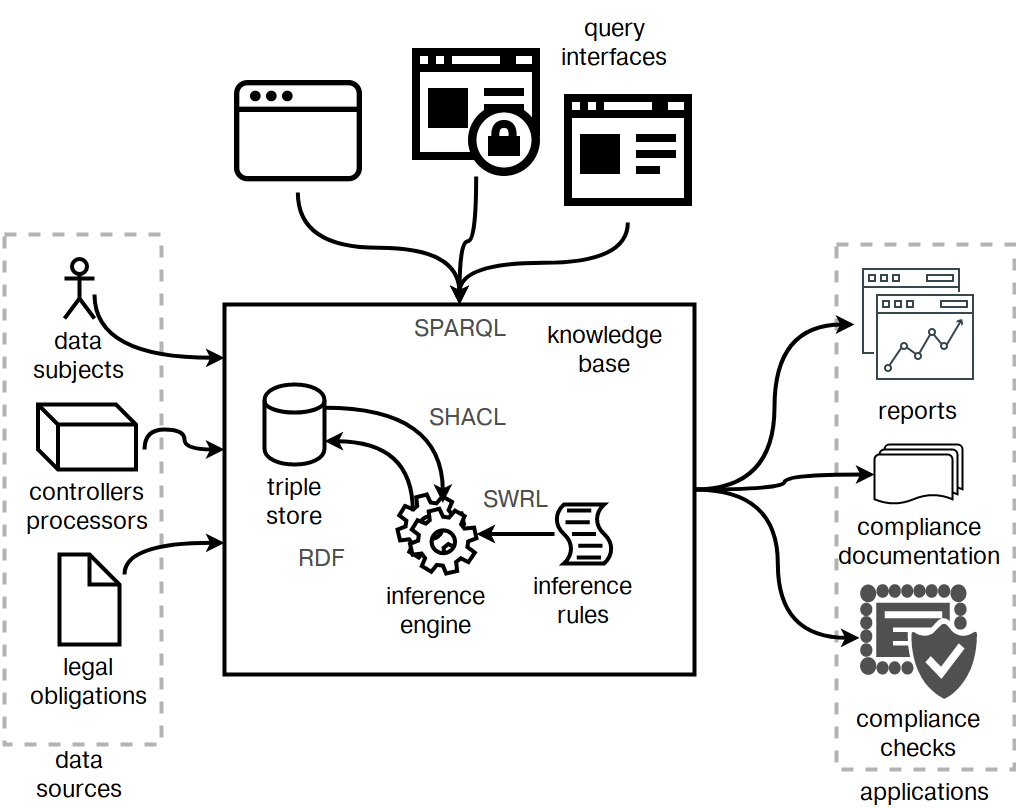 query
interfaces
SPARQL
knowledge
base
data
subjects
controllers
processors
legal
obligations
data
sources
SHACL
triple
store
SWRL
RDF
inference
engine
inference
rules
reports
compliance
documentation
compliance
checks
applications